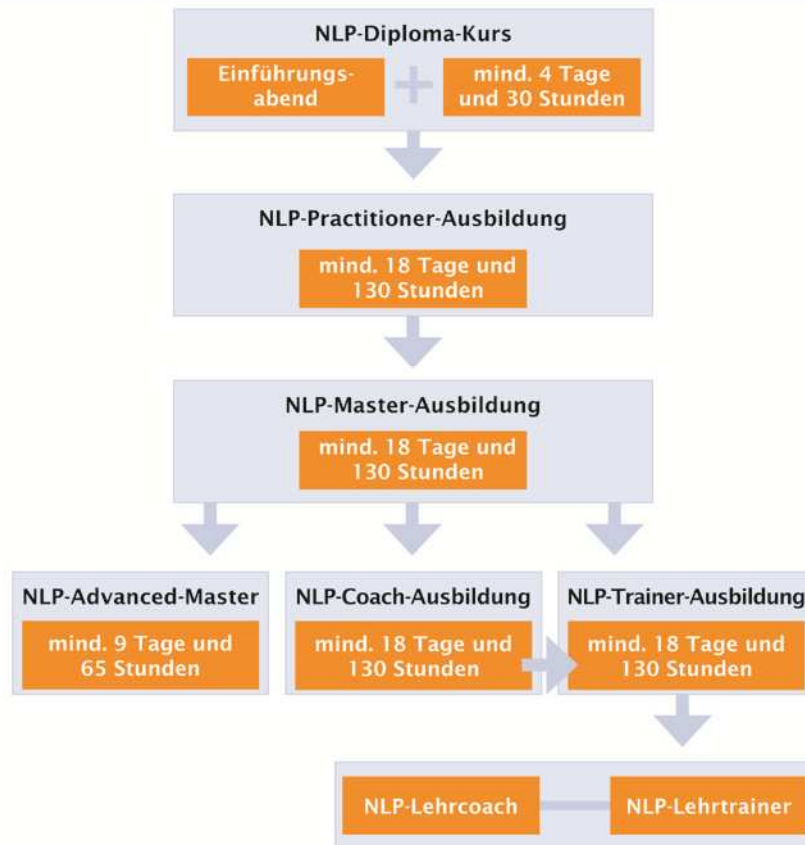 NLP-Diploma-Kurs
Einführungs-
abend
+
mind. 4 Tage
und 30 Stunden
NLP-Practitioner-Ausbildung
mind. 18 Tage und
130 Stunden
NLP-Master-Ausbildung
mind. 18 Tage und
130 Stunden
NLP-Advanced-Master
mind. 9 Tage und
65 Stunden
NLP-Coach-Ausbildung
mind. 18 Tage und
130 Stunden
NLP-Trainer-Ausbildung
mind. 18 Tage und
130 Stunden
NLP-Lehrcoach
NLP-Lehrtrainer